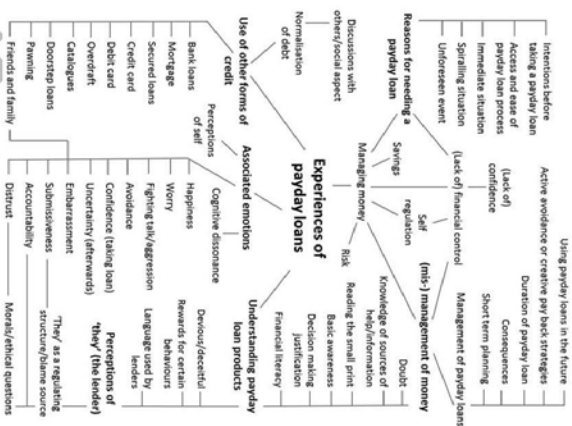 Using payday loans in the future
Active avoidance or creative pay back strategies
Duration of payday loan
Consequences
Short term planning
Management of payday loans
Intentions before
taking a payday loan
Access and ease of
payday loan process
Immediate situation
Spiralling situation
Unforeseen event
(Lack of)
confidence
(Lack of) financial control
Self
regulation
(mis-) management of money
Doubt
Knowledge of sources of
help/information
Reading the small print
Basic awareness
Decision making
justification
Financial literacy
Reasons for needing a
payday loan
Savings
Managing money
Risk
Discussions with
others/social aspect
Normalisation
of debt
Experiences of
payday loans
Understanding payday
loan products
Devious/deceitful
Rewards for certain
behaviours
Language used by
lenders
Perceptions of
'they' (the lender)
'They' as a regulating
structure/blame source
Morals/ethical questions
Use of other forms of
credit
Bank loans
Mortgage
Secured loans
Credit card
Debit card
Overdraft
Catalogues
Doorstep loans
Pawning
Friends and family
Perceptions
of self
Associated emotions
Cognitive dissonance
Happiness
Worry
Fighting talk/aggression
Avoidance
Confidence (taking loan)
Uncertainty (afterwards)
Embarrassment
Submissiveness
Accountability
Distrust